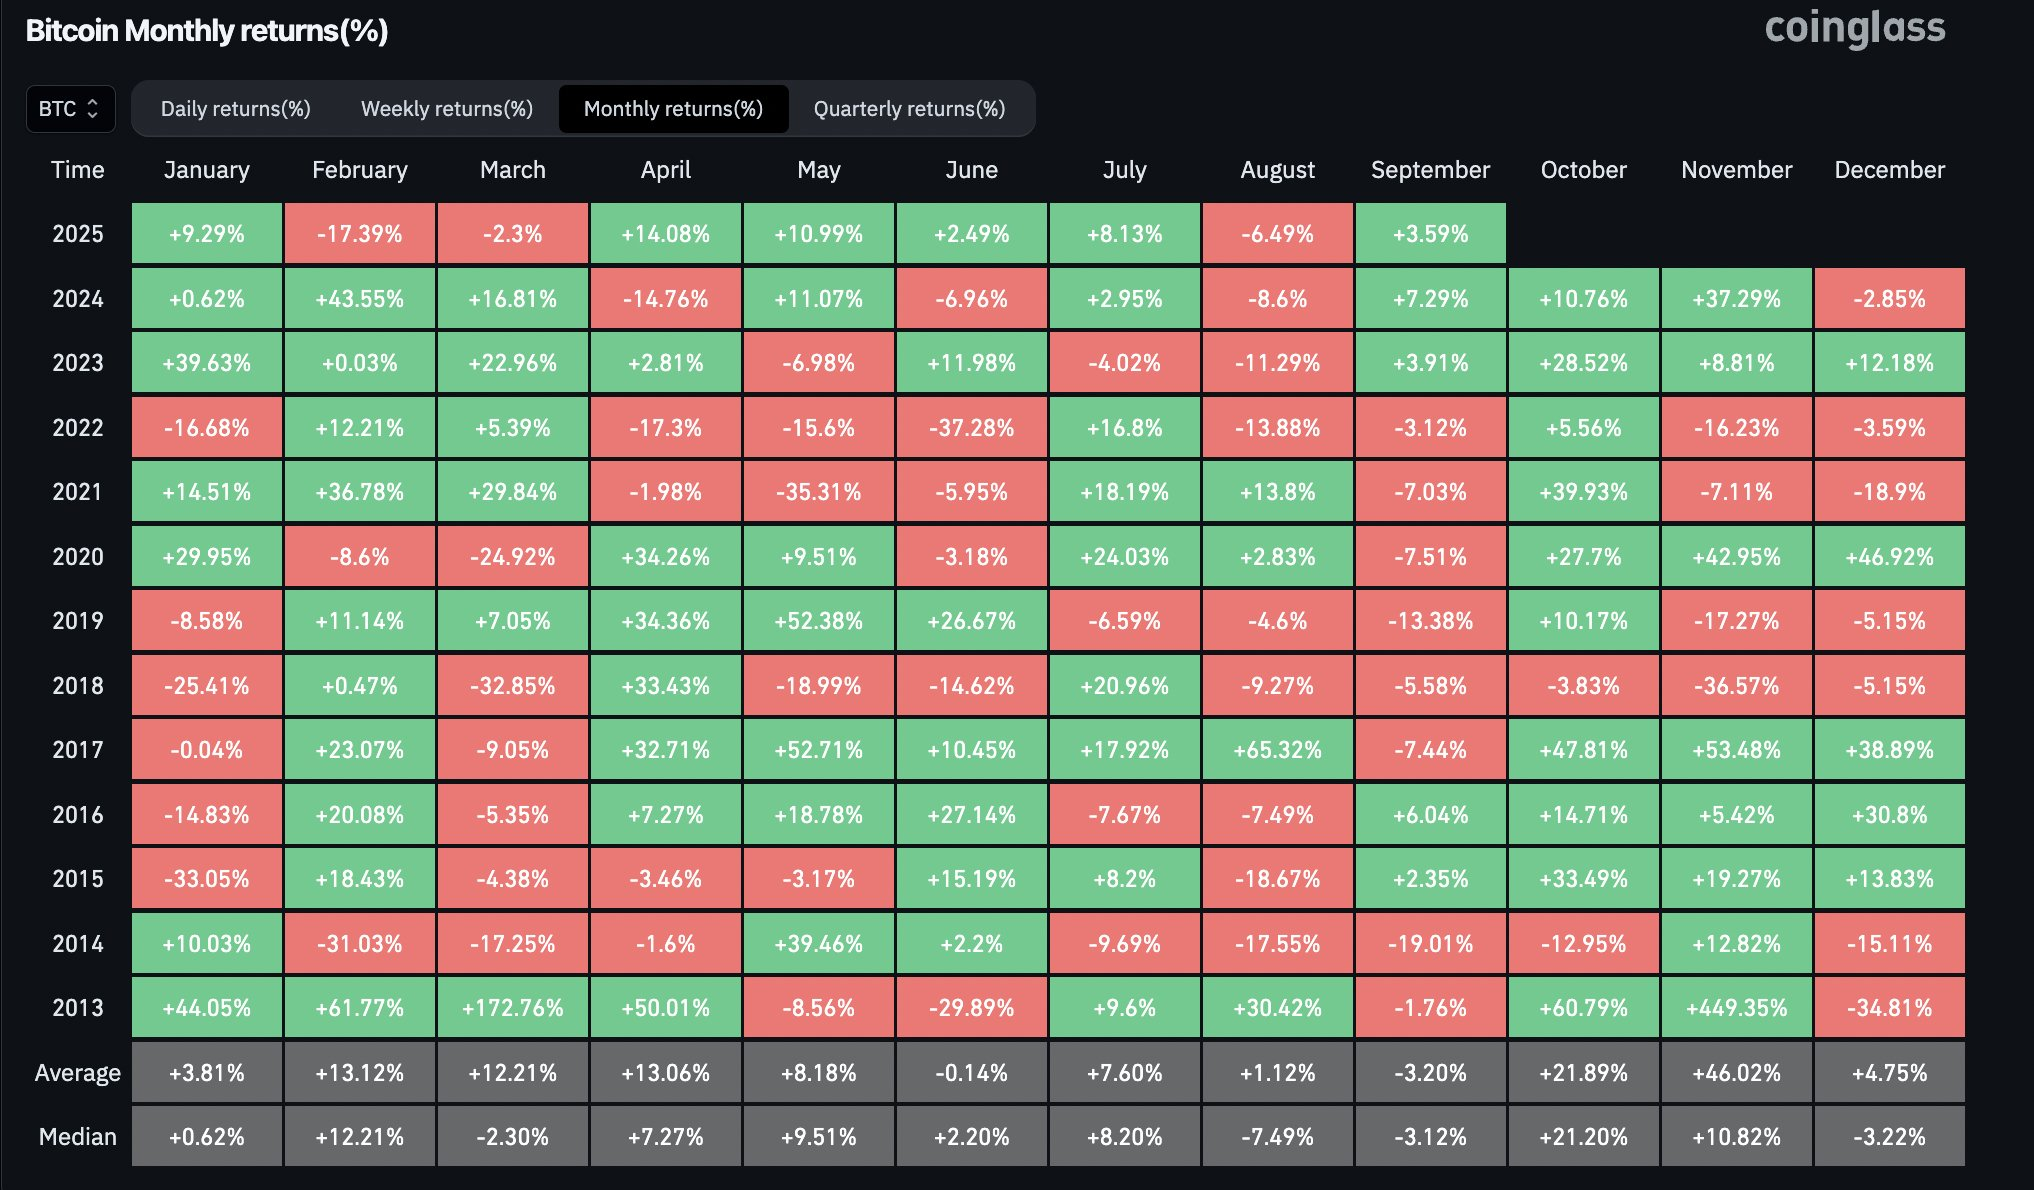 Bitcoin Monthly returns(%)
coinglass
BTC
Daily returns(%) Weekly returns(%) Monthly returns(%) Quarterly returns(%)
Time January February March April May June July August September October November December
2025 +9.29% -17.39% -2.3% +14.08% +10.99% +2.49% +8.13% -6.49% +3.59%
2024 +0.62% +43.55% +16.81% -14.76% +11.07% -6.96% +2.95% -8.6% +7.29% +10.76% +37.29% -2.85%
2023 +39.63% +0.03% +22.96% +2.81% -6.98% +11.98% -4.02% -11.29% +3.91% +28.52% +8.81% +12.18%
2022 -16.68% +12.21% +5.39% -17.3% -15.6% -37.28% +16.8% -13.88% -3.12% +5.56% -16.23% -3.59%
2021 +14.51% +36.78% +29.84% -1.98% -35.31% -5.95% +18.19% +13.8% -7.03% +39.93% -7.11% -18.9%
2020 +29.95% -8.6% -24.92% +34.26% +9.51% -3.18% +24.03% +2.83% -7.51% +27.7% +42.95% +46.92%
2019 -8.58% +11.14% +7.05% +34.36% +52.38% +26.67% -6.59% -4.6% -13.38% +10.17% -17.27% -5.15%
2018 -25.41% +0.47% -32.85% +33.43% -18.99% -14.62% +20.96% -9.27% -5.58% -3.83% -36.57% -5.15%
2017 -0.04% +23.07% -9.05% +32.71% +52.71% +10.45% +17.92% +65.32% -7.44% +47.81% +53.48% +38.89%
2016 -14.83% +20.08% -5.35% +7.27% +18.78% +27.14% -7.67% -7.49% +6.04% +14.71% +5.42% +30.8%
2015 -33.05% +18.43% -4.38% -3.46% -3.17% +15.19% +8.2% -18.67% +2.35% +33.49% +19.27% +13.83%
2014 +10.03% -31.03% -17.25% -1.6% +39.46% +2.2% -9.69% -17.55% -19.01% -12.95% +12.82% -15.11%
2013 +44.05% +61.77% +172.76% +50.01% -8.56% -29.89% +9.6% +30.42% -1.76% +60.79% +449.35% -34.81%
Average +3.81% +13.12% +12.21% +13.06% +8.18% -0.14% +7.60% +1.12% -3.20% +21.89% +46.02% +4.75%
Median +0.62% +12.21% -2.30% +7.27% +9.51% +2.20% +8.20% -7.49% -3.12% +21.20% +10.82% -3.22%